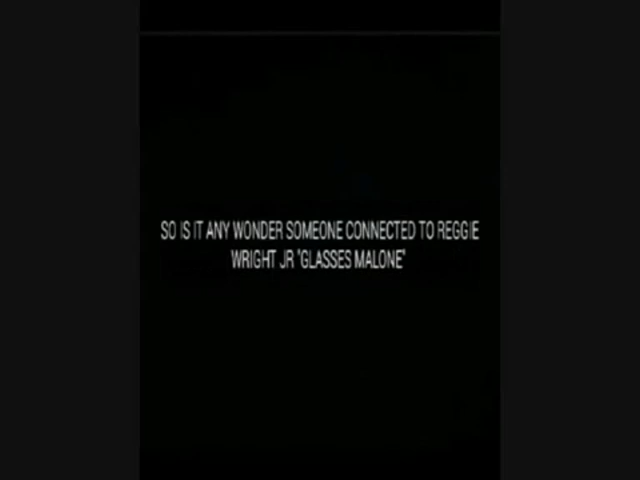 SO IS IT ANY WONDER SOMEONE CONNECTED TO REGGIE
WRIGHT JR "GLASSES MALONE"